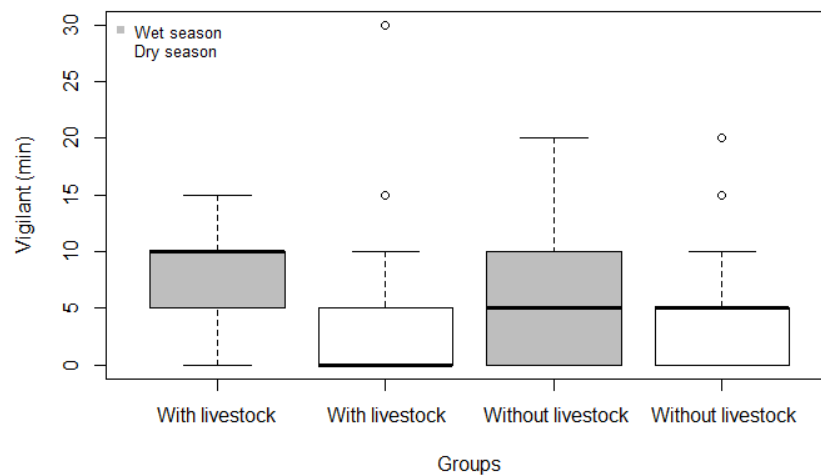 Wet season
Dry season
Vigilant (min)
30
25
20
15
10
5
0
With livestock With livestock Without livestock Without livestock
Groups